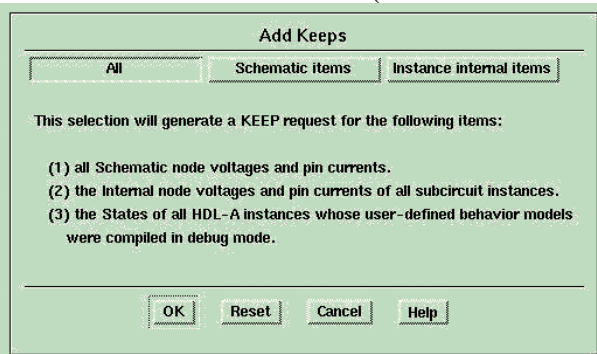 Add Keeps
All Schematic items Instance internal items
This selection will generate a KEEP request for the following items:
(1) all Schematic node voltages and pin currents.
(2) the Internal node voltages and pin currents of all subcircuit instances.
(3) the States of all HDL-A instances whose user-defined behavior models
were compiled in debug mode.
OK Reset Cancel Help